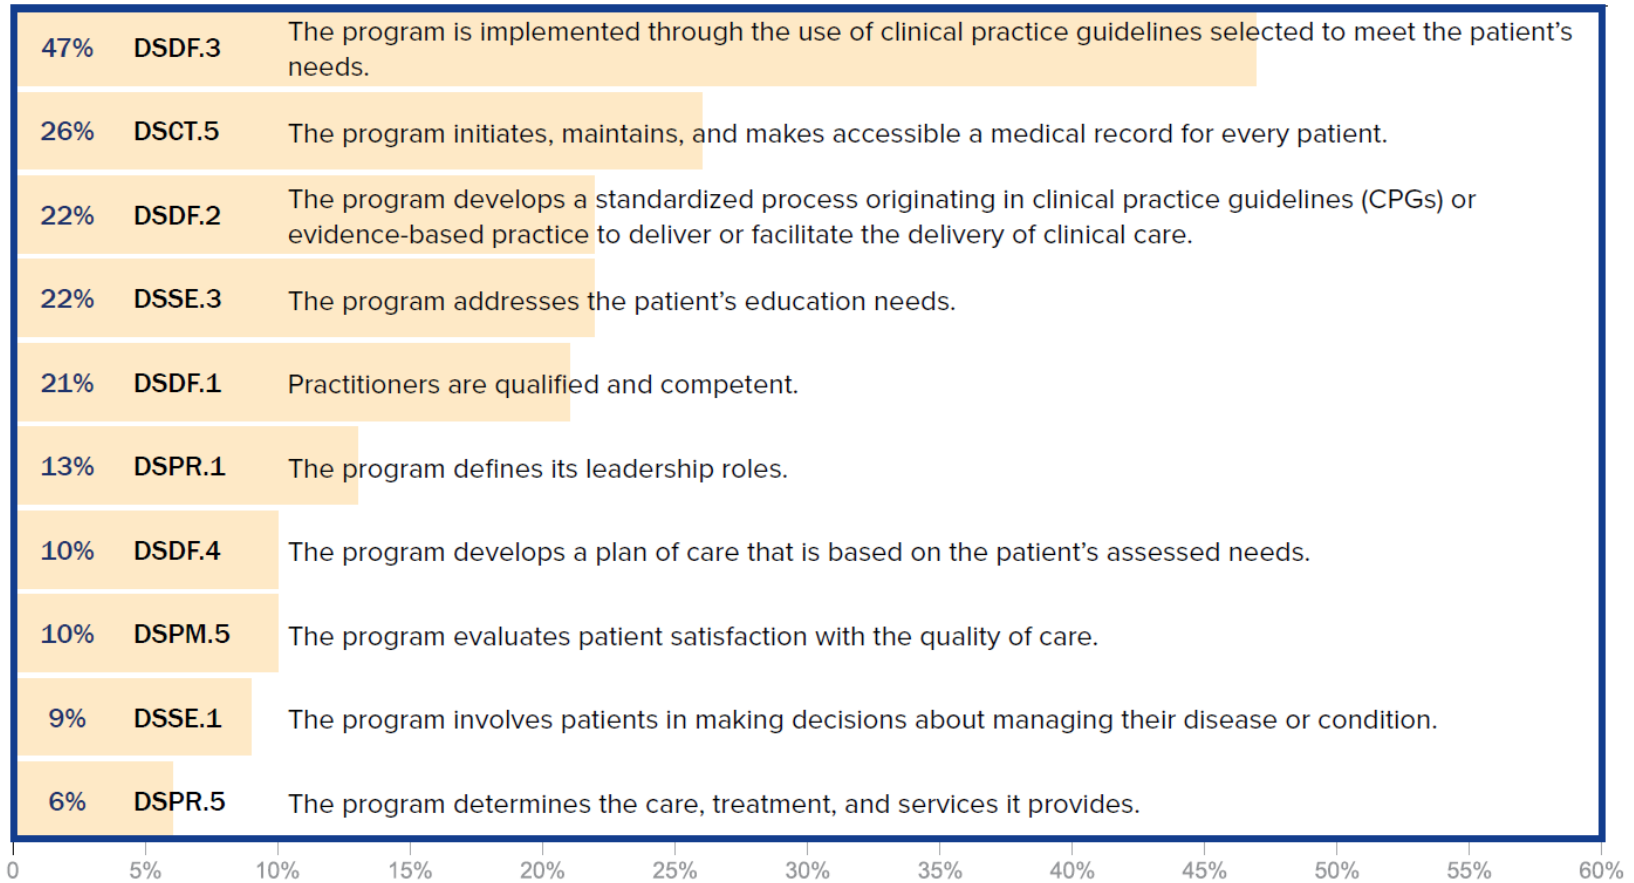 47% DSDF.3 The program is implemented through the use of clinical practice guidelines selected to meet the patient’s
needs.
26% DSCT.5 The program initiates, maintains, and makes accessible a medical record for every patient.
22% DSDF.2 The program develops a standardized process originating in clinical practice guidelines (CPGs) or
evidence-based practice to deliver or facilitate the delivery of clinical care.
22% DSSE.3 The program addresses the patient’s education needs.
21% DSDF.1 Practitioners are qualified and competent.
13% DSPR.1 The program defines its leadership roles.
10% DSDF.4 The program develops a plan of care that is based on the patient’s assessed needs.
10% DSPM.5 The program evaluates patient satisfaction with the quality of care.
9% DSSE.1 The program involves patients in making decisions about managing their disease or condition.
6% DSPR.5 The program determines the care, treatment, and services it provides.
0 5% 10% 15% 20% 25% 30% 35% 40% 45% 50% 55% 60%